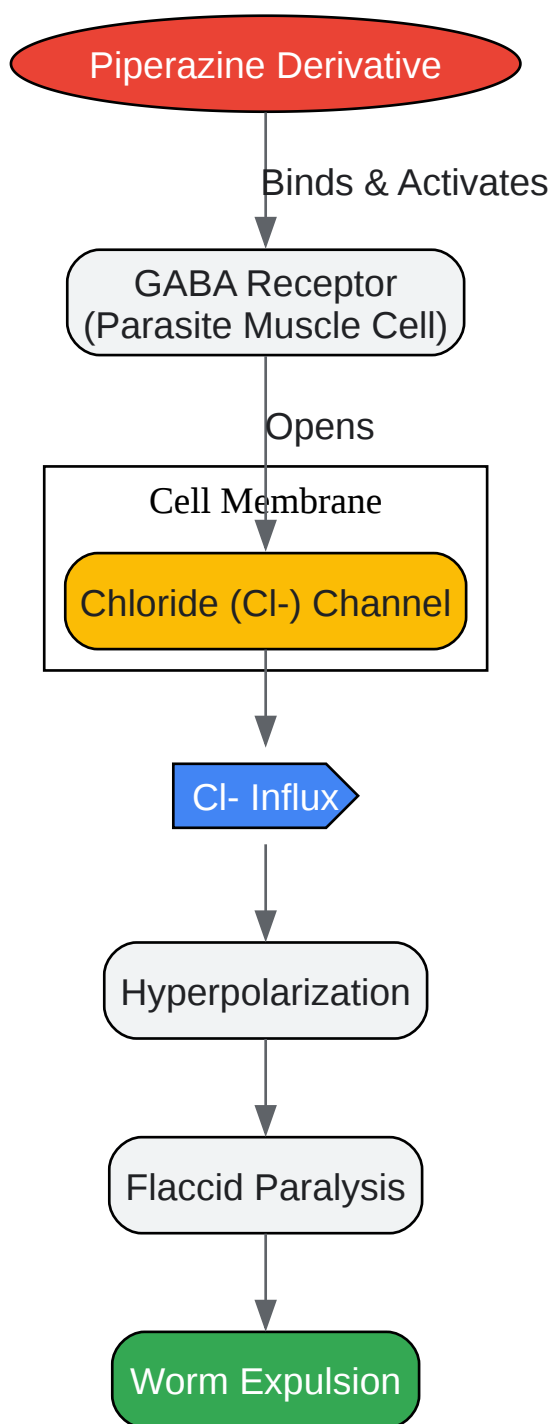 Piperazine Derivative
Binds & Activates
GABA Receptor
(Parasite Muscle Cell)
Opens
Cell Membrane
Chloride (Cl-) Channel
Cl- Influx
Hyperpolarization
Flaccid Paralysis
Worm Expulsion